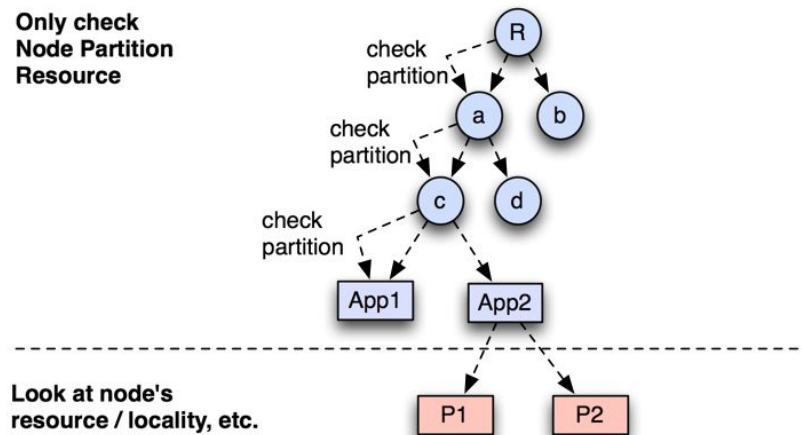 Only check
Node Partition
Resource
R
check
partition
a
b
check
partition
c
d
check
partition
App1
App2
Look at node's
resource / locality, etc.
P1
P2